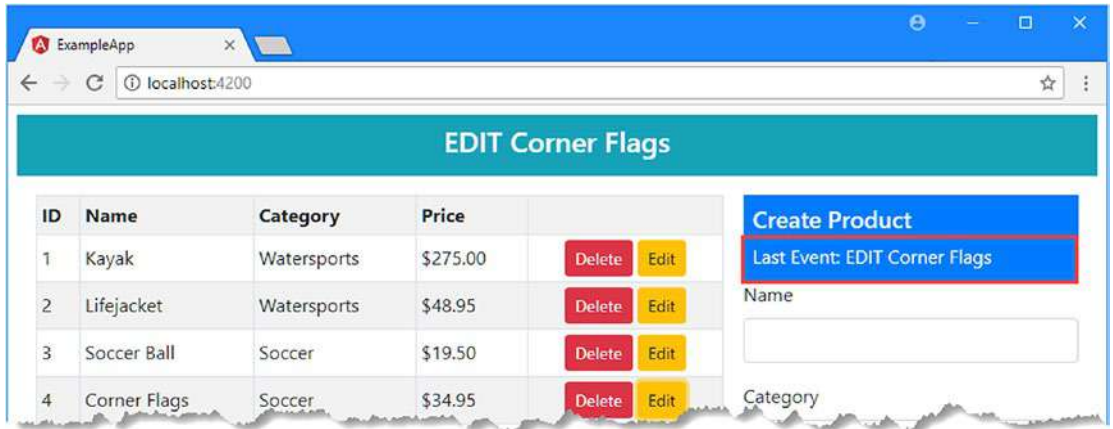 ExampleApp
localhost:4200
EDIT Corner Flags
ID Name Category Price
1 Kayak Watersports $275.00 Delete Edit
2 Lifejacket Watersports $48.95 Delete Edit
3 Soccer Ball Soccer $19.50 Delete Edit
4 Corner Flags Soccer $34.95 Delete Edit
Create Product
Last Event: EDIT Corner Flags
Name
Category